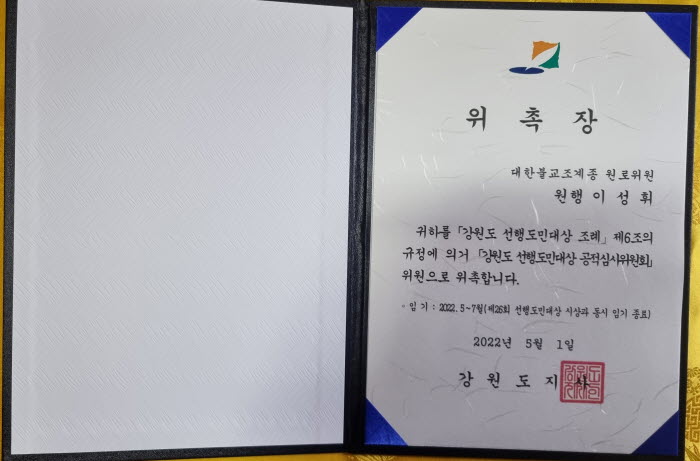 위 촉 장
대한불교조계종 원로위원
원행 이성휘
귀하를 「강원도 선행도민대상 조례」 제6조의
규정에 의거 「강원도 선행도민대상 공적심사위원회」
위원으로 위촉합니다.
* 임 기 : 2022. 5~7월(제26회 선행도민대상 시상과 동시 임기 종료)
2022년 5월 1일
강 원 도 지 사